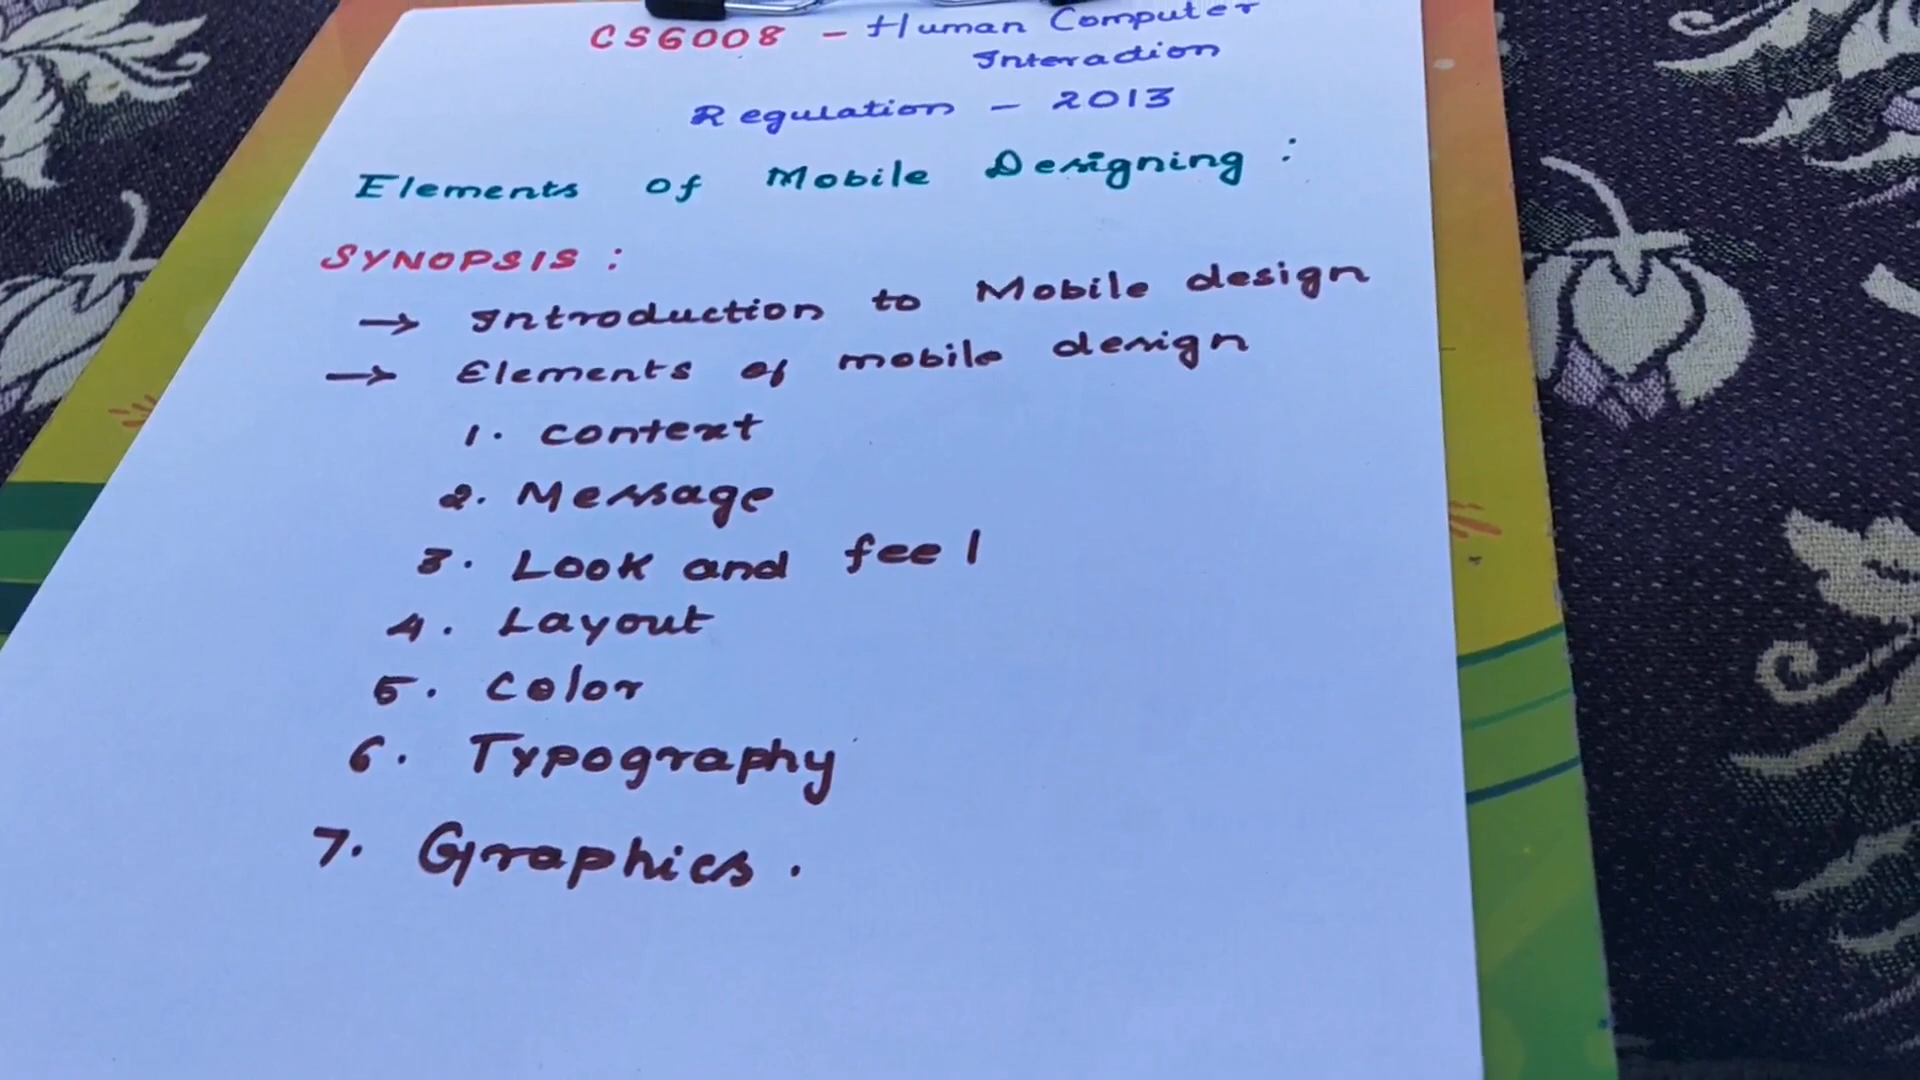 CS6008 - Human Computer
Interaction
Regulation - 2013
Elements of Mobile Designing :
SYNOPSIS :
→ Introduction to Mobile design
→ Elements of mobile design
1. context
2. Message
3. Look and feel
4. Layout
5. color
6. Typography
7. Graphics.